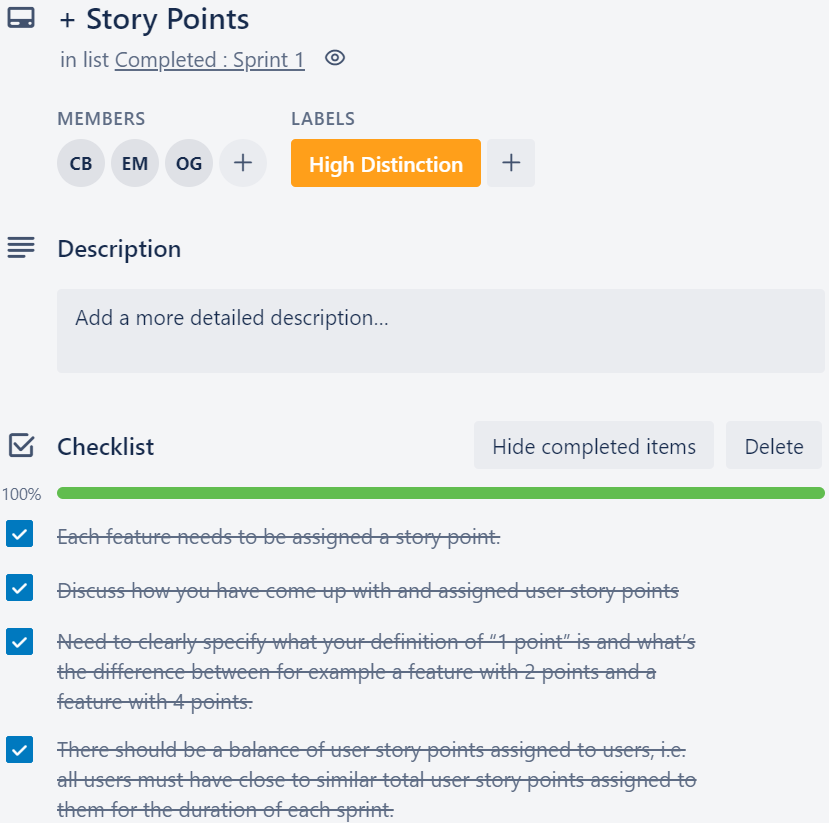 + Story Points
in list Completed : Sprint 1
MEMBERS LABELS
CB EM OG + High Distinction +
Description
Add a more detailed description...
Checklist Hide completed items Delete
100%
Each feature needs to be assigned a story point.
Discuss how you have come up with and assigned user story points
Need to clearly specify what your definition of “1 point” is and what’s
the difference between for example a feature with 2 points and a
feature with 4 points.
There should be a balance of user story points assigned to users, i.e.
all users must have close to similar total user story points assigned to
them for the duration of each sprint.